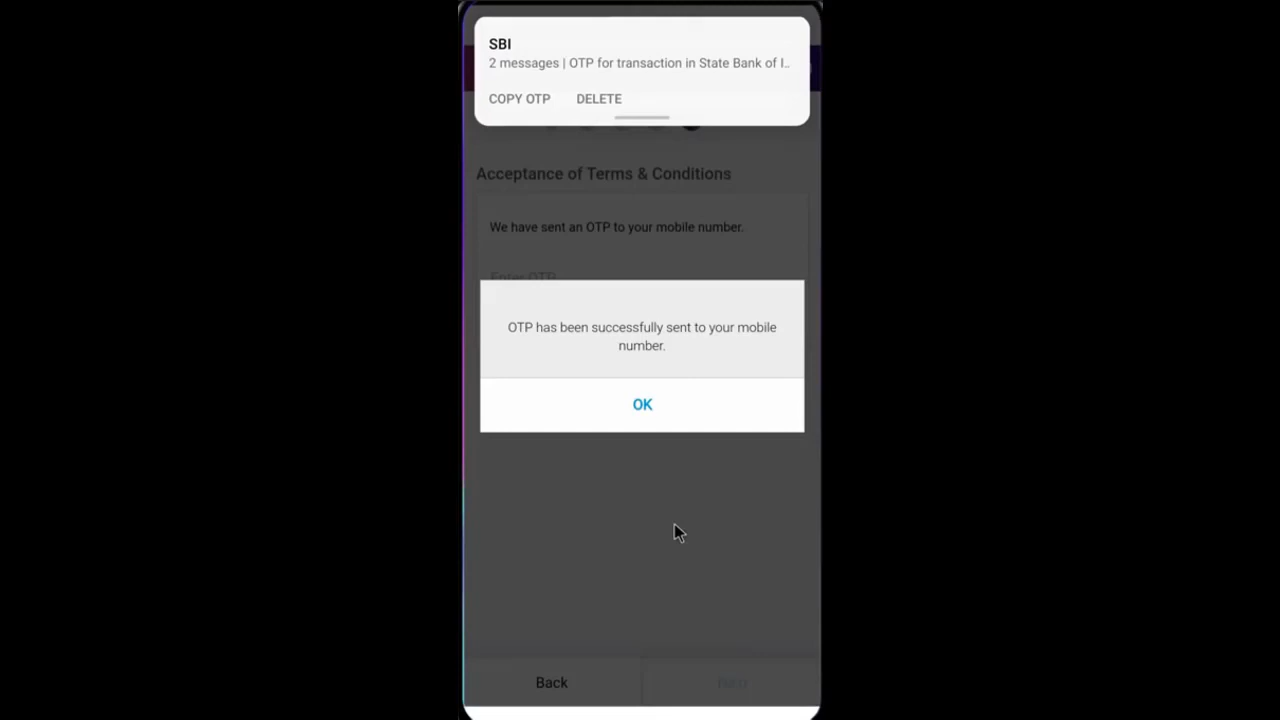 SBI
2 messages | OTP for transaction in State Bank of I..
COPY OTP DELETE
Acceptance of Terms & Conditions
We have sent an OTP to your mobile number.
Enter OTP
OTP has been successfully sent to your mobile
number.
OK
Back